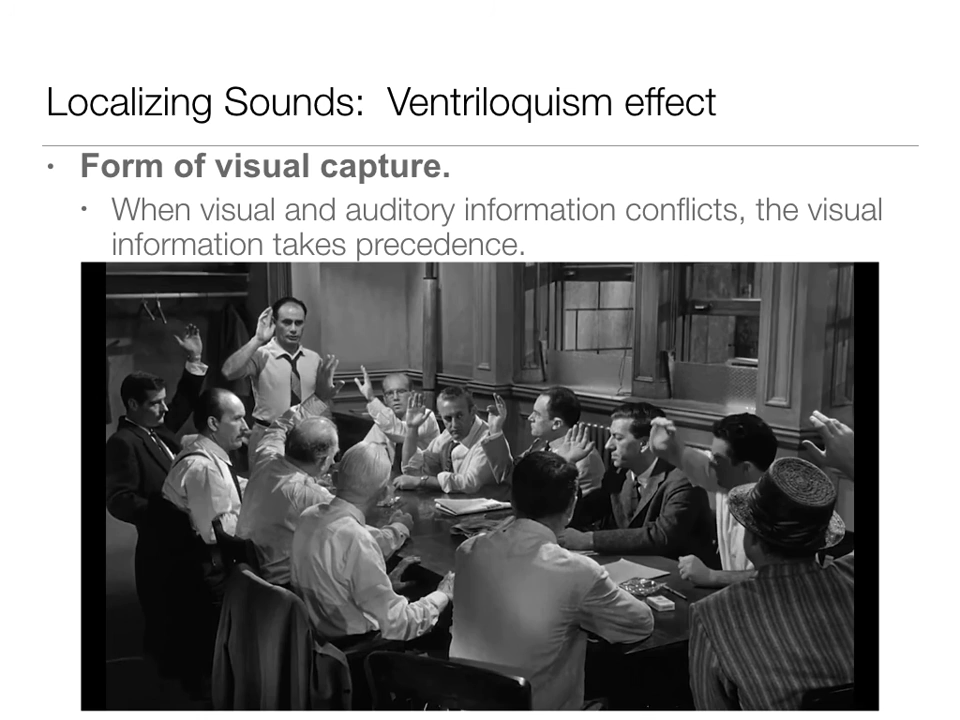 Localizing Sounds:  Ventriloquism effect
• Form of visual capture.
• When visual and auditory information conflicts, the visual
information takes precedence.